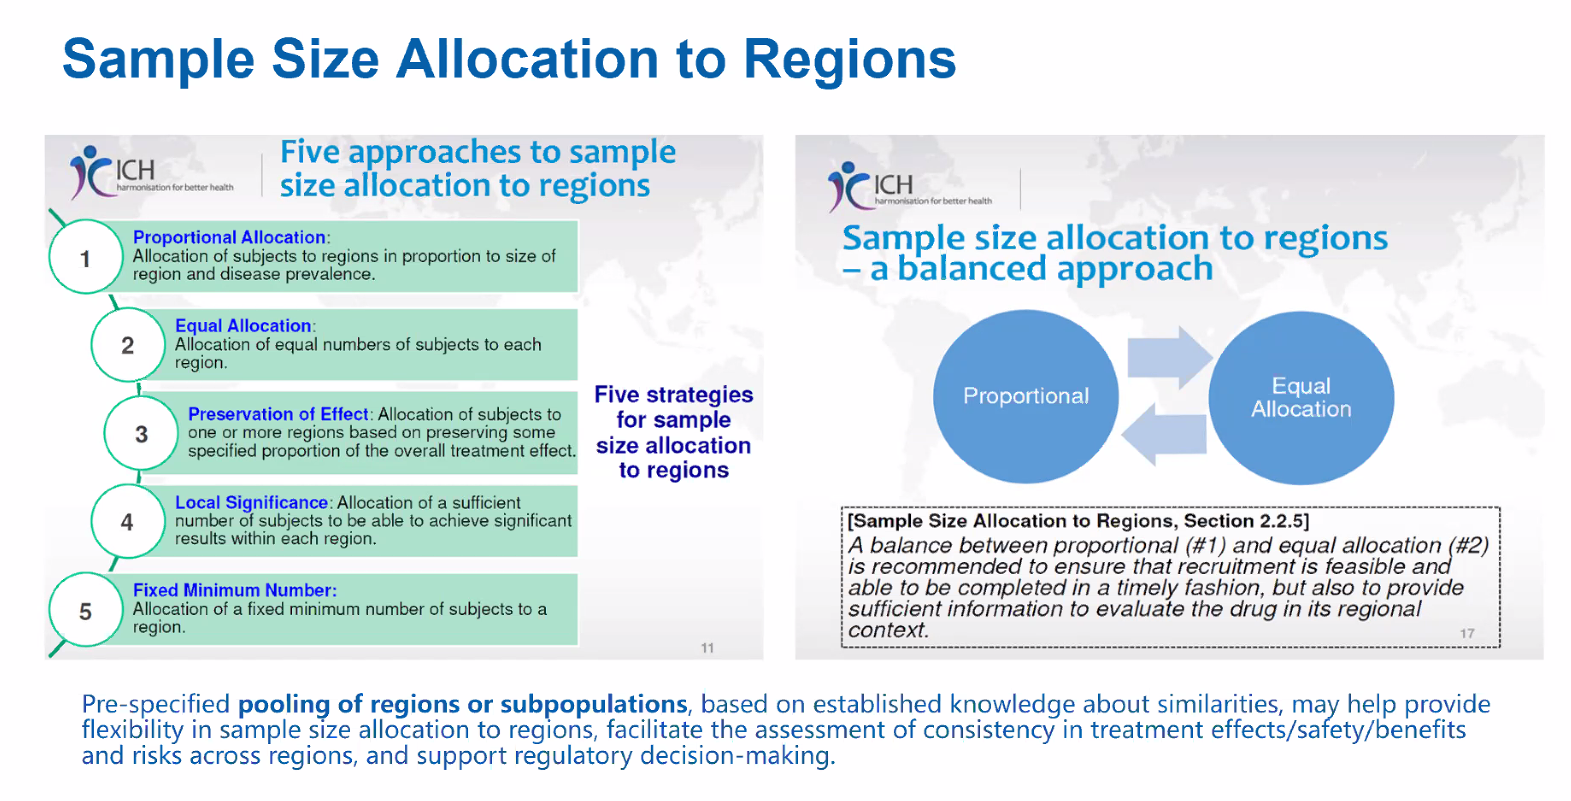 Sample Size Allocation to Regions
ICH
harmonisation for better health
Five approaches to sample
size allocation to regions
1
Proportional Allocation:
Allocation of subjects to regions in proportion to size of
region and disease prevalence.
2
Equal Allocation:
Allocation of equal numbers of subjects to each
region.
3
Preservation of Effect: Allocation of subjects to
one or more regions based on preserving some
specified proportion of the overall treatment effect.
4
Local Significance: Allocation of a sufficient
number of subjects to be able to achieve significant
results within each region.
5
Fixed Minimum Number:
Allocation of a fixed minimum number of subjects to a
region.
Five strategies
for sample
size allocation
to regions
11
ICH
harmonisation for better health
Sample size allocation to regions
– a balanced approach
Proportional
Equal
Allocation
[Sample Size Allocation to Regions, Section 2.2.5]
A balance between proportional (#1) and equal allocation (#2)
is recommended to ensure that recruitment is feasible and
able to be completed in a timely fashion, but also to provide
sufficient information to evaluate the drug in its regional
context.
17
Pre-specified pooling of regions or subpopulations, based on established knowledge about similarities, may help provide
flexibility in sample size allocation to regions, facilitate the assessment of consistency in treatment effects/safety/benefits
and risks across regions, and support regulatory decision-making.